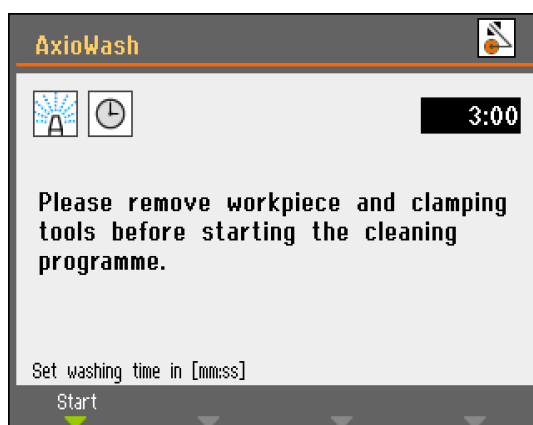 AxioWash
3:00
Please remove workpiece and clamping
tools before starting the cleaning
programme.
Set washing time in [mm:ss]
Start